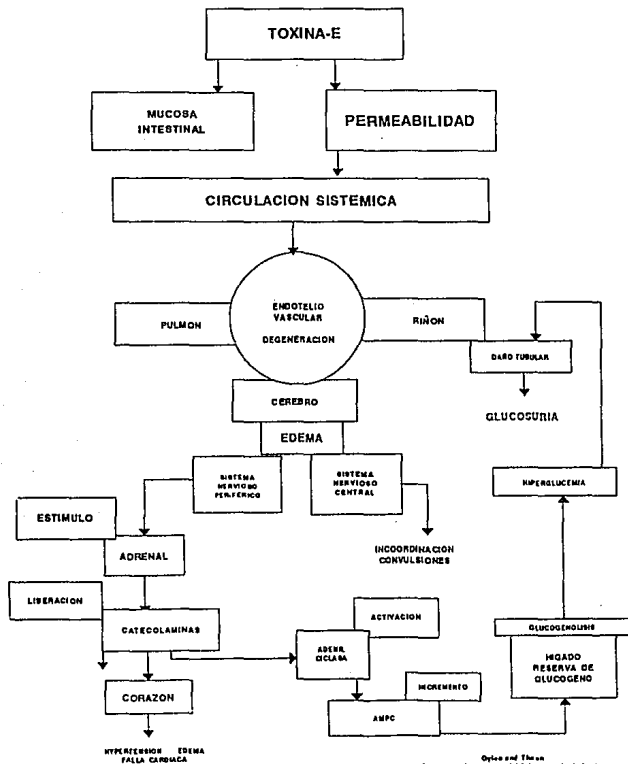 TOXINA-E
MUCOSA
INTESTINAL
PERMEABILIDAD
CIRCULACION SISTEMICA
ENDOTELIO
VASCULAR
DEGENERACION
PULMON
RIÑON
DAÑO TUBULAR
GLUCOSURIA
CEREBRO
EDEMA
SISTEMA
NERVIOSO
PERIFERICO
SISTEMA
NERVIOSO
CENTRAL
HIPERGLUCEMIA
ESTIMULO
ADRENAL
INCOORDINACION
CONVULSIONES
LIBERACION
CATECOLAMINAS
ACTIVACION
ADENIL
CICLASA
GLUCOGENOLISIS
HIGADO
RESERVA DE
GLUCOGENO
CORAZON
INCREMENTO
AMPC
HYPERTENSION EDEMA
FALLA CARDIACA